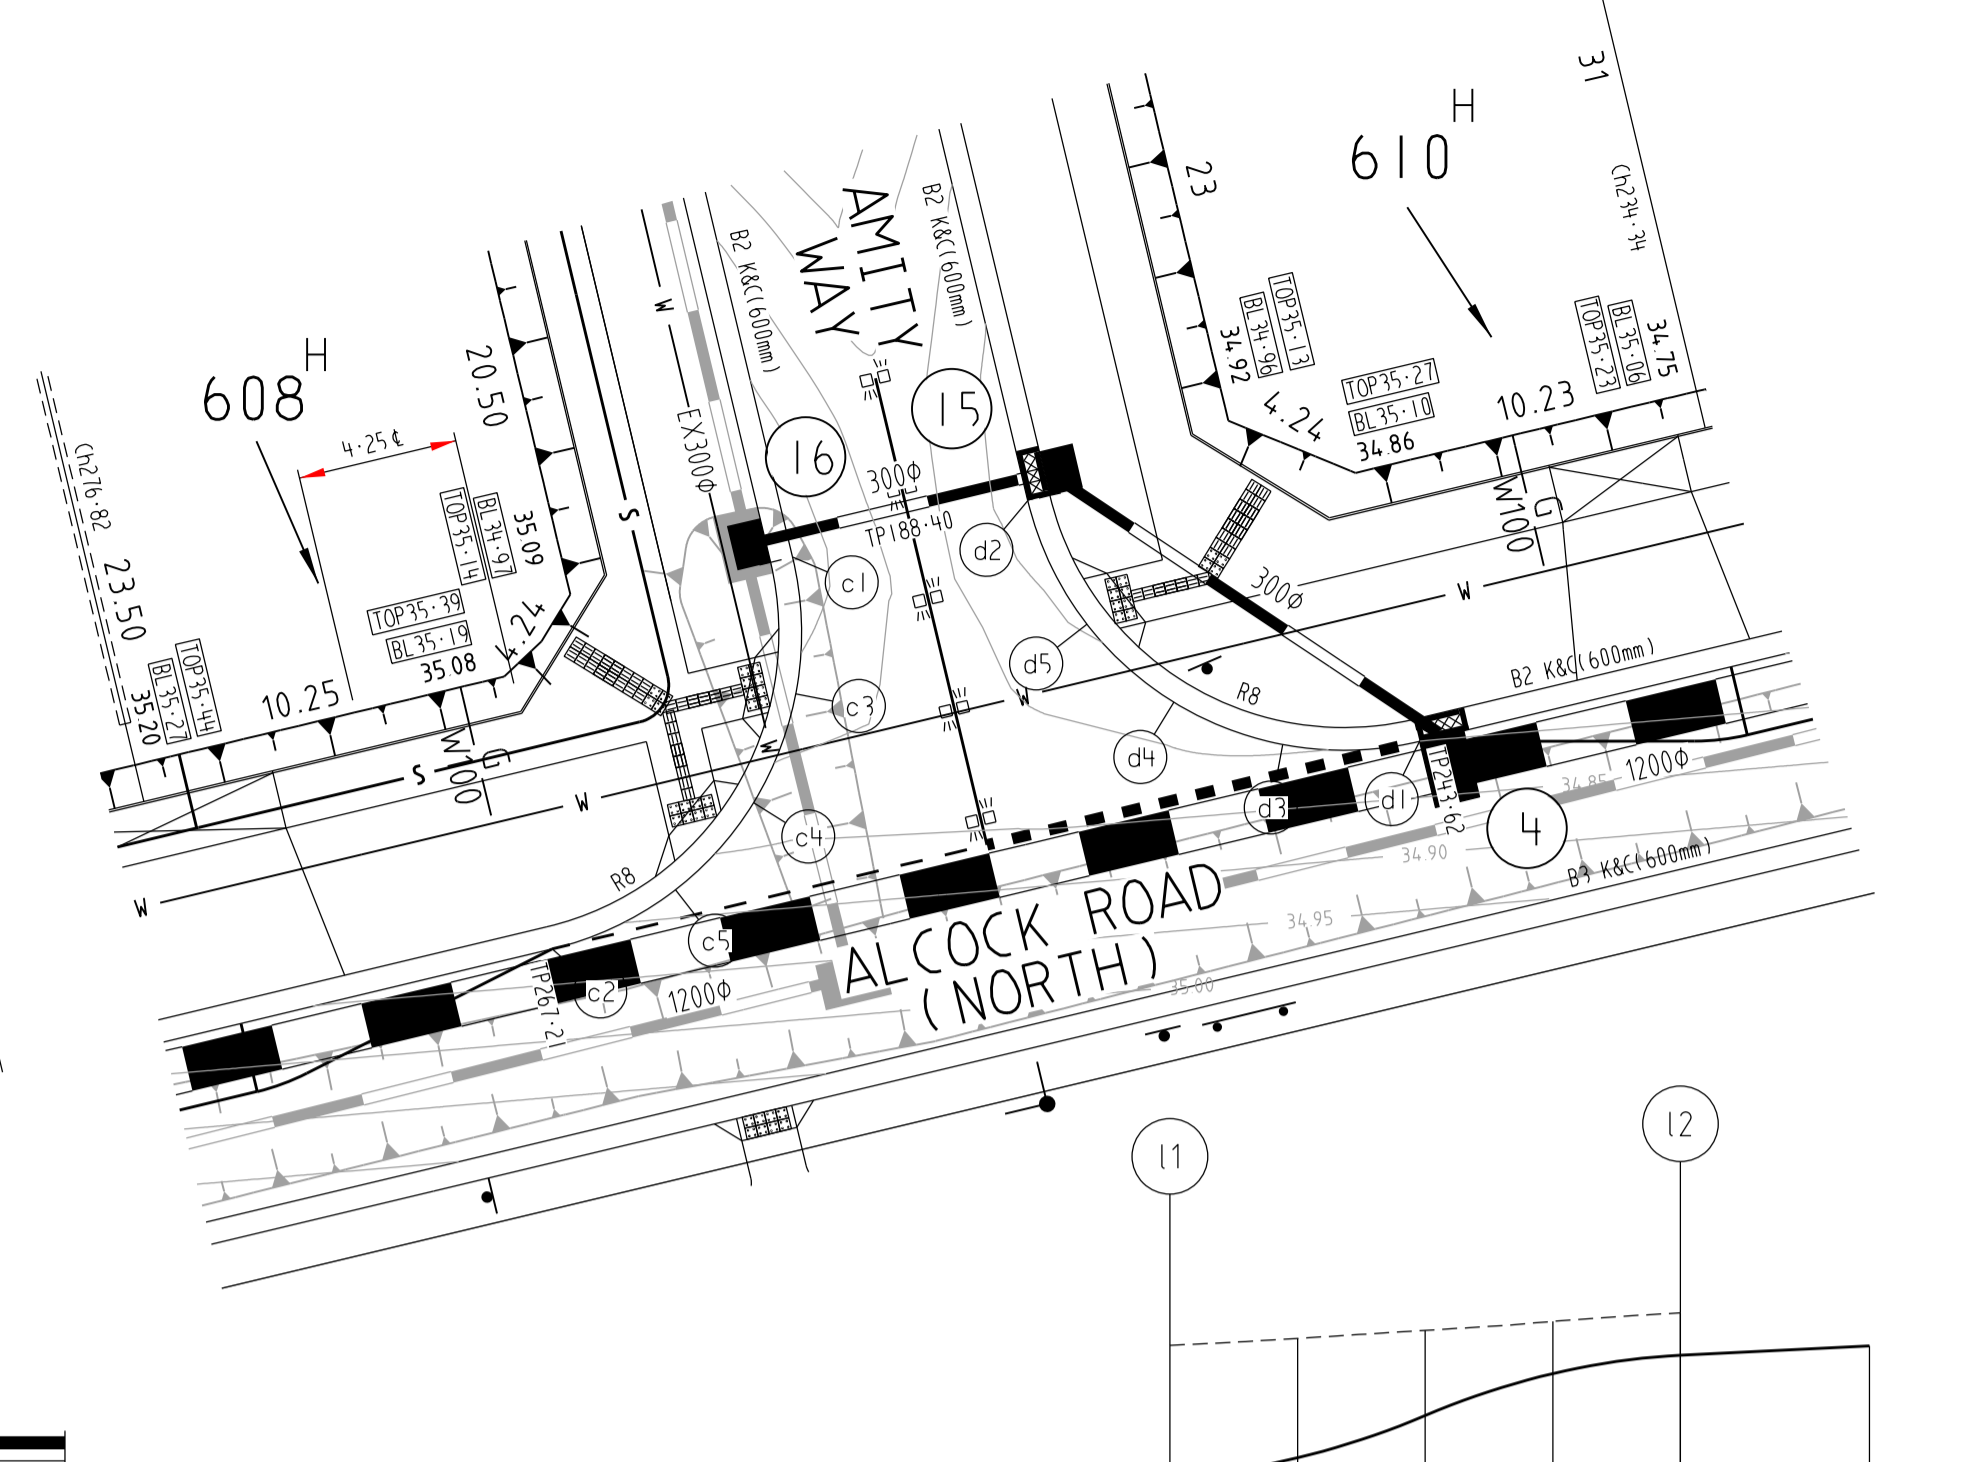 31
H
610
23
Ch234·34
B2 K&C(600mm)
AMITY
WAY
B2 K&C(600mm)
W
EX300Φ
TOP35·13
BL34·96
34.92
TOP35·23
BL35·06
34.75
TOP35·27
BL35·10
34.86
4.24
10.23
H
608
20.50
4·25℄
Ch276·82
23.50
TOP35·14
BL34·97
35.09
TOP35·39
BL35·19
35.08
4.24
TOP35·44
BL35·27
35.20
10.25
S
16
15
300Φ
TP188·40
d2
c1
G
W100
300Φ
W
d5
W
R8
B2 K&C(600mm)
c3
d4
W
S
G
W100
W
W
c4
d3
d1
TP243·62
4
34.85
1200Φ
34.90
B3 K&C(600mm)
R8
c5
c2
TP267·21
1200Φ
ALCOCK ROAD
(NORTH)
34.95
35.00
l1
l2